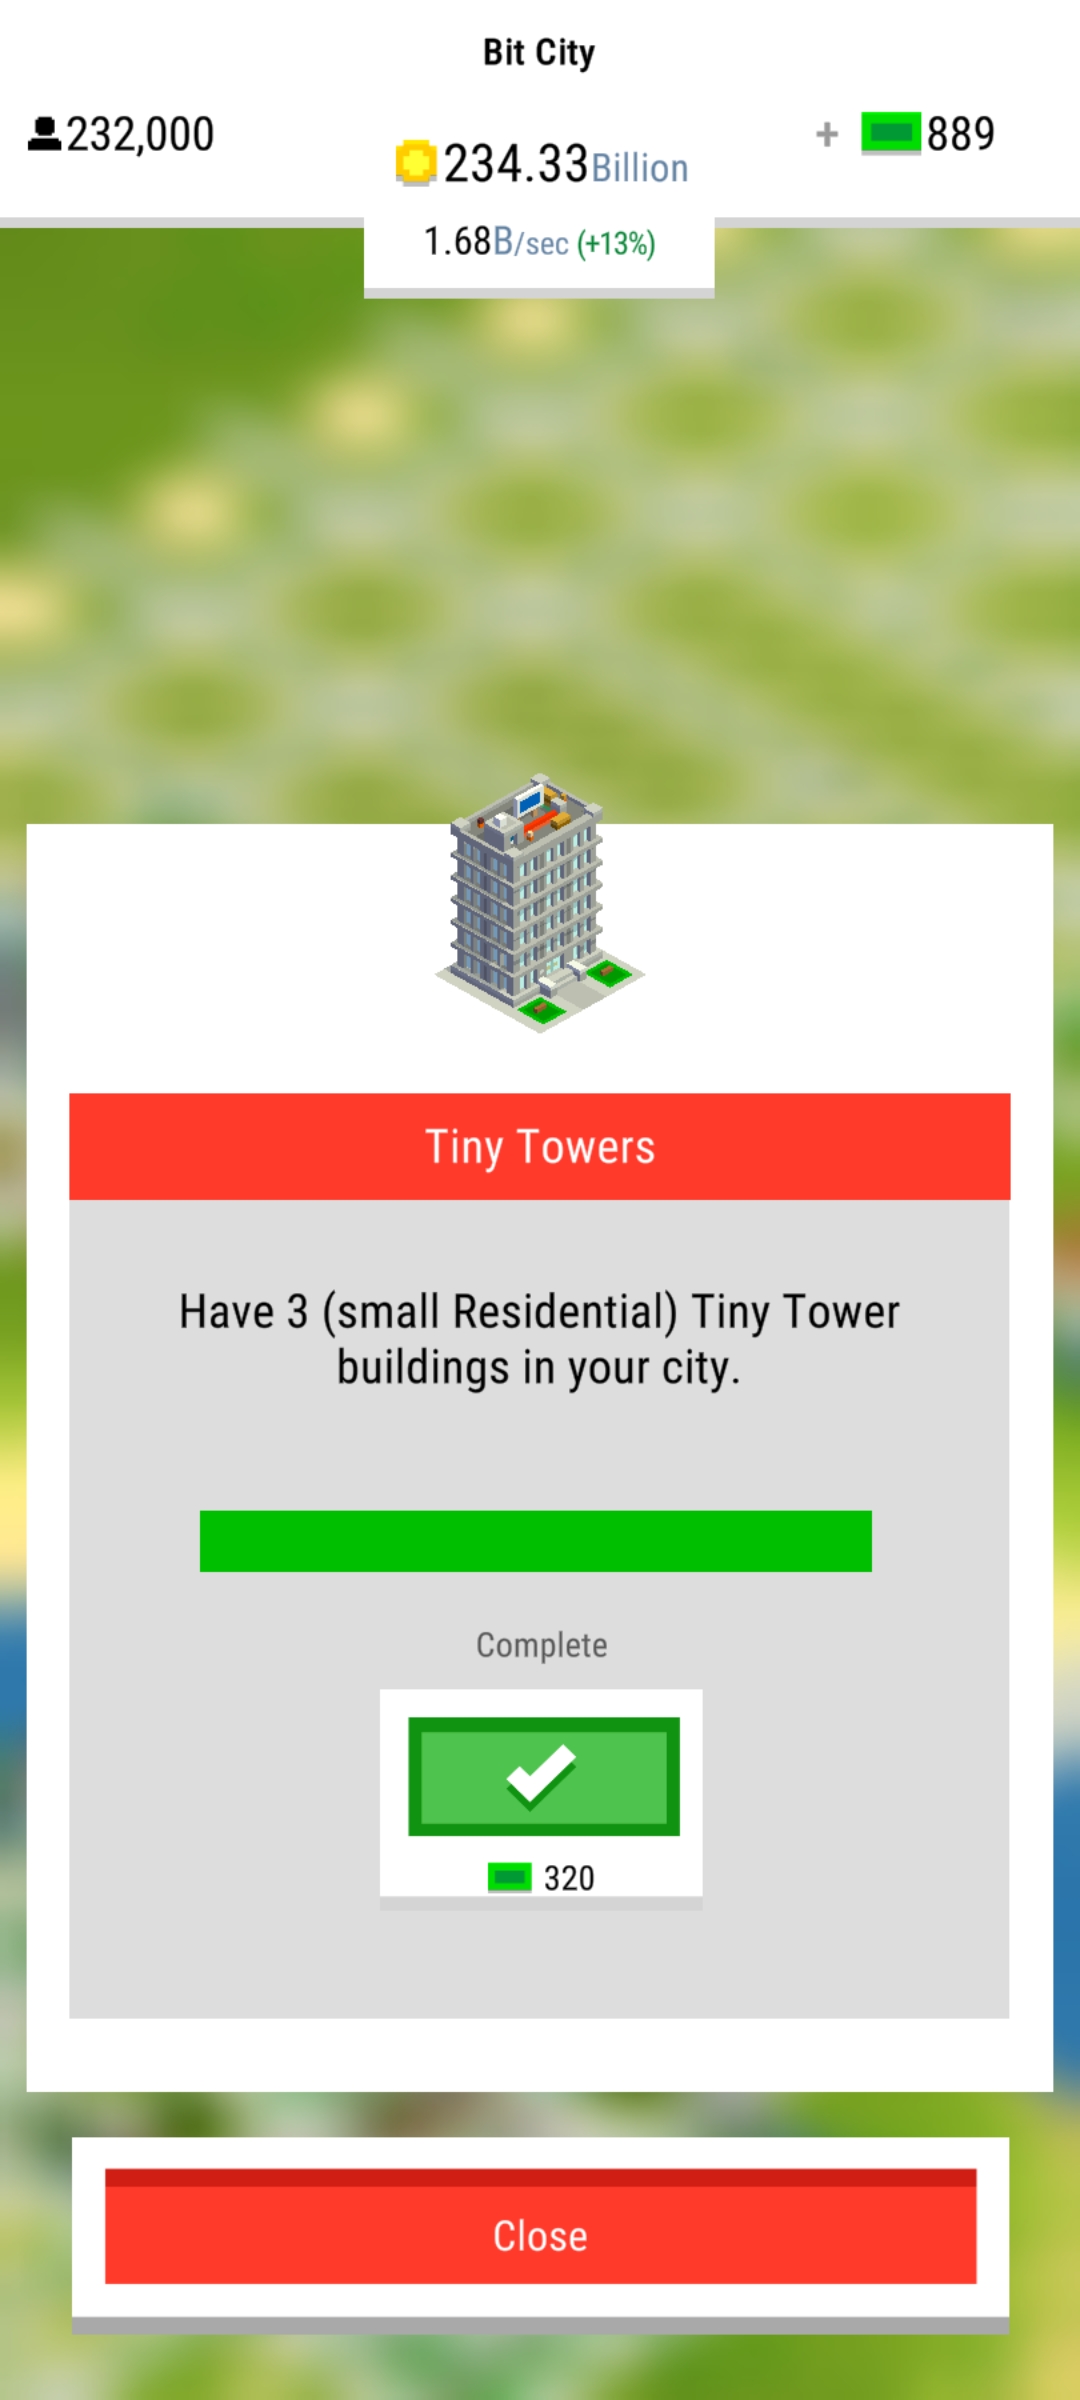 Bit City
232,000
234.33Billion
+ 889
1.68B/sec (+13%)
Tiny Towers
Have 3 (small Residential) Tiny Tower
buildings in your city.
Complete
320
Close